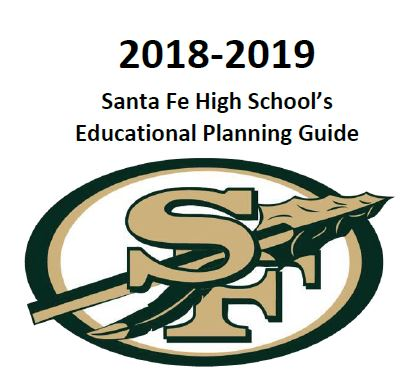 2018-2019
Santa Fe High School's
Educational Planning Guide
SF